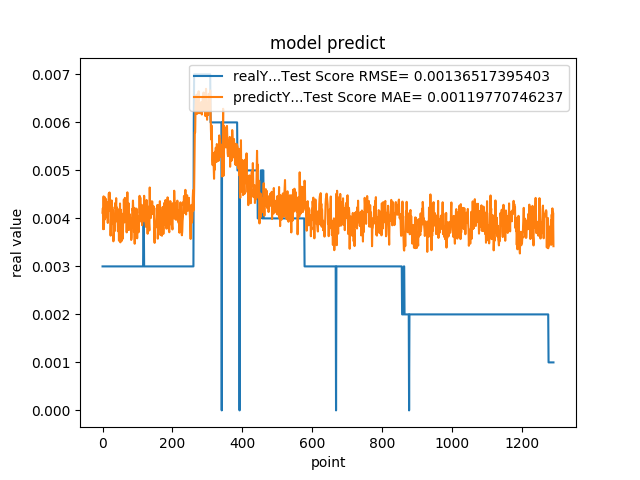 model predict
realY...Test Score RMSE= 0.00136517395403
predictY...Test Score MAE= 0.00119770746237
0.007
0.006
0.005
0.004
0.003
0.002
0.001
0.000
real value
0 200 400 600 800 1000 1200
point